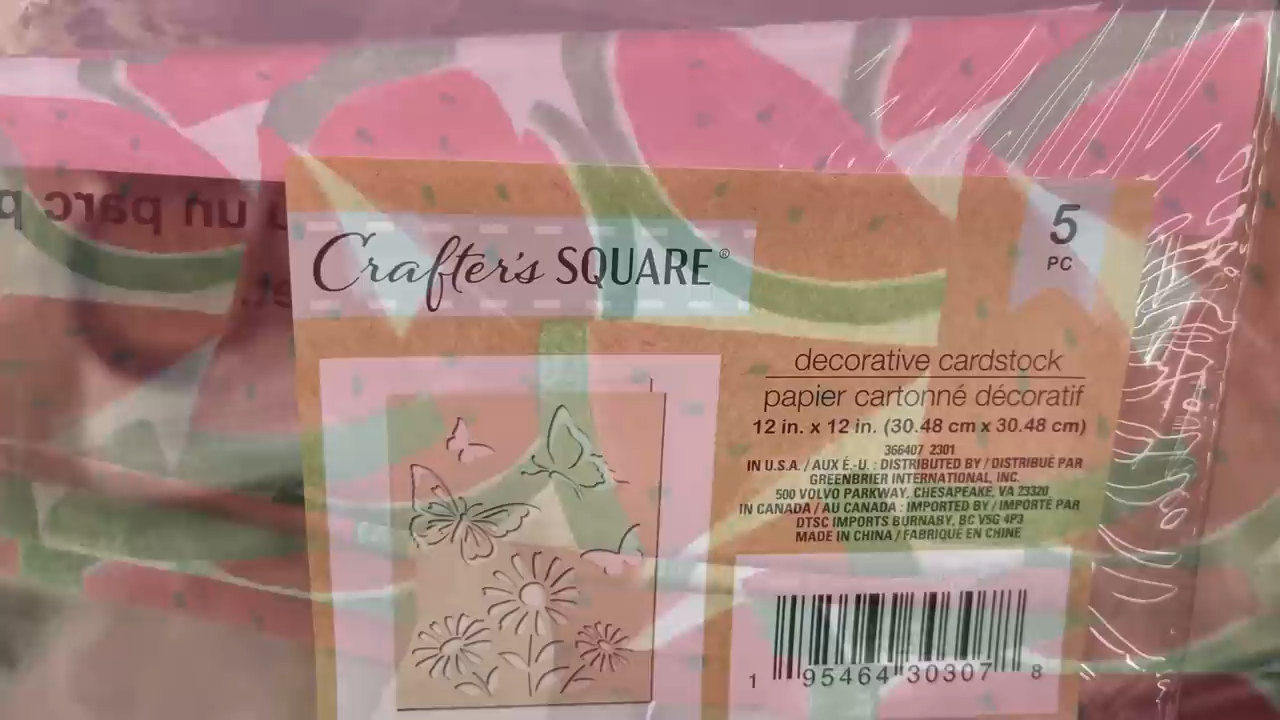 Crafter's SQUARE®
5
PC
un parc p
et.
decorative cardstock
papier cartonné décoratif
12 in. x 12 in. (30.48 cm x 30.48 cm)
366407 2301
IN U.S.A. / AUX É.-U. : DISTRIBUTED BY / DISTRIBUÉ PAR
GREENBRIER INTERNATIONAL, INC.
500 VOLVO PARKWAY, CHESAPEAKE, VA 23320
IN CANADA / AU CANADA : IMPORTED BY / IMPORTÉ PAR
DTSC IMPORTS BURNABY, BC V5G 4P3
MADE IN CHINA / FABRIQUÉ EN CHINE
1 95464 30307 8